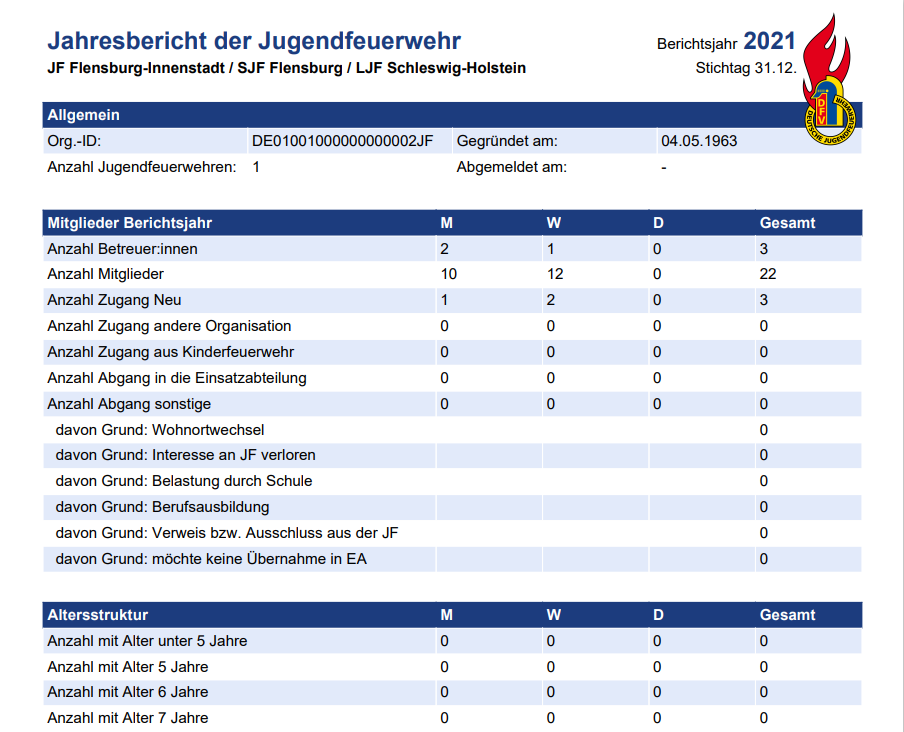 Jahresbericht der Jugendfeuerwehr
Berichtsjahr 2021
JF Flensburg-Innenstadt / SJF Flensburg / LJF Schleswig-Holstein
Stichtag 31.12.
DFV
DEUTSCHE JUGENDFEUERWEHR
Allgemein
Org.-ID: DE01001000000000002JF Gegründet am: 04.05.1963
Anzahl Jugendfeuerwehren: 1 Abgemeldet am: -
Mitglieder Berichtsjahr M W D Gesamt
Anzahl Betreuer:innen 2 1 0 3
Anzahl Mitglieder 10 12 0 22
Anzahl Zugang Neu 1 2 0 3
Anzahl Zugang andere Organisation 0 0 0 0
Anzahl Zugang aus Kinderfeuerwehr 0 0 0 0
Anzahl Abgang in die Einsatzabteilung 0 0 0 0
Anzahl Abgang sonstige 0 0 0 0
davon Grund: Wohnortwechsel 0
davon Grund: Interesse an JF verloren 0
davon Grund: Belastung durch Schule 0
davon Grund: Berufsausbildung 0
davon Grund: Verweis bzw. Ausschluss aus der JF 0
davon Grund: möchte keine Übernahme in EA 0
Altersstruktur M W D Gesamt
Anzahl mit Alter unter 5 Jahre 0 0 0 0
Anzahl mit Alter 5 Jahre 0 0 0 0
Anzahl mit Alter 6 Jahre 0 0 0 0
Anzahl mit Alter 7 Jahre 0 0 0 0